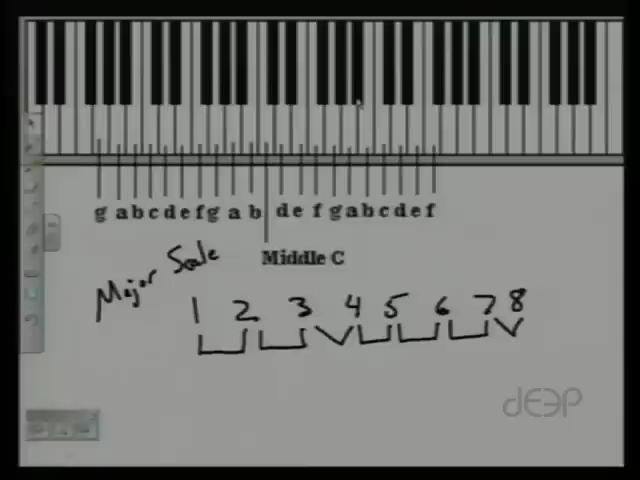 g a b c d e f g a b d e f g a b c d e f
Middle C
Major Scale
1 2 3 4 5 6 7 8
dEEP